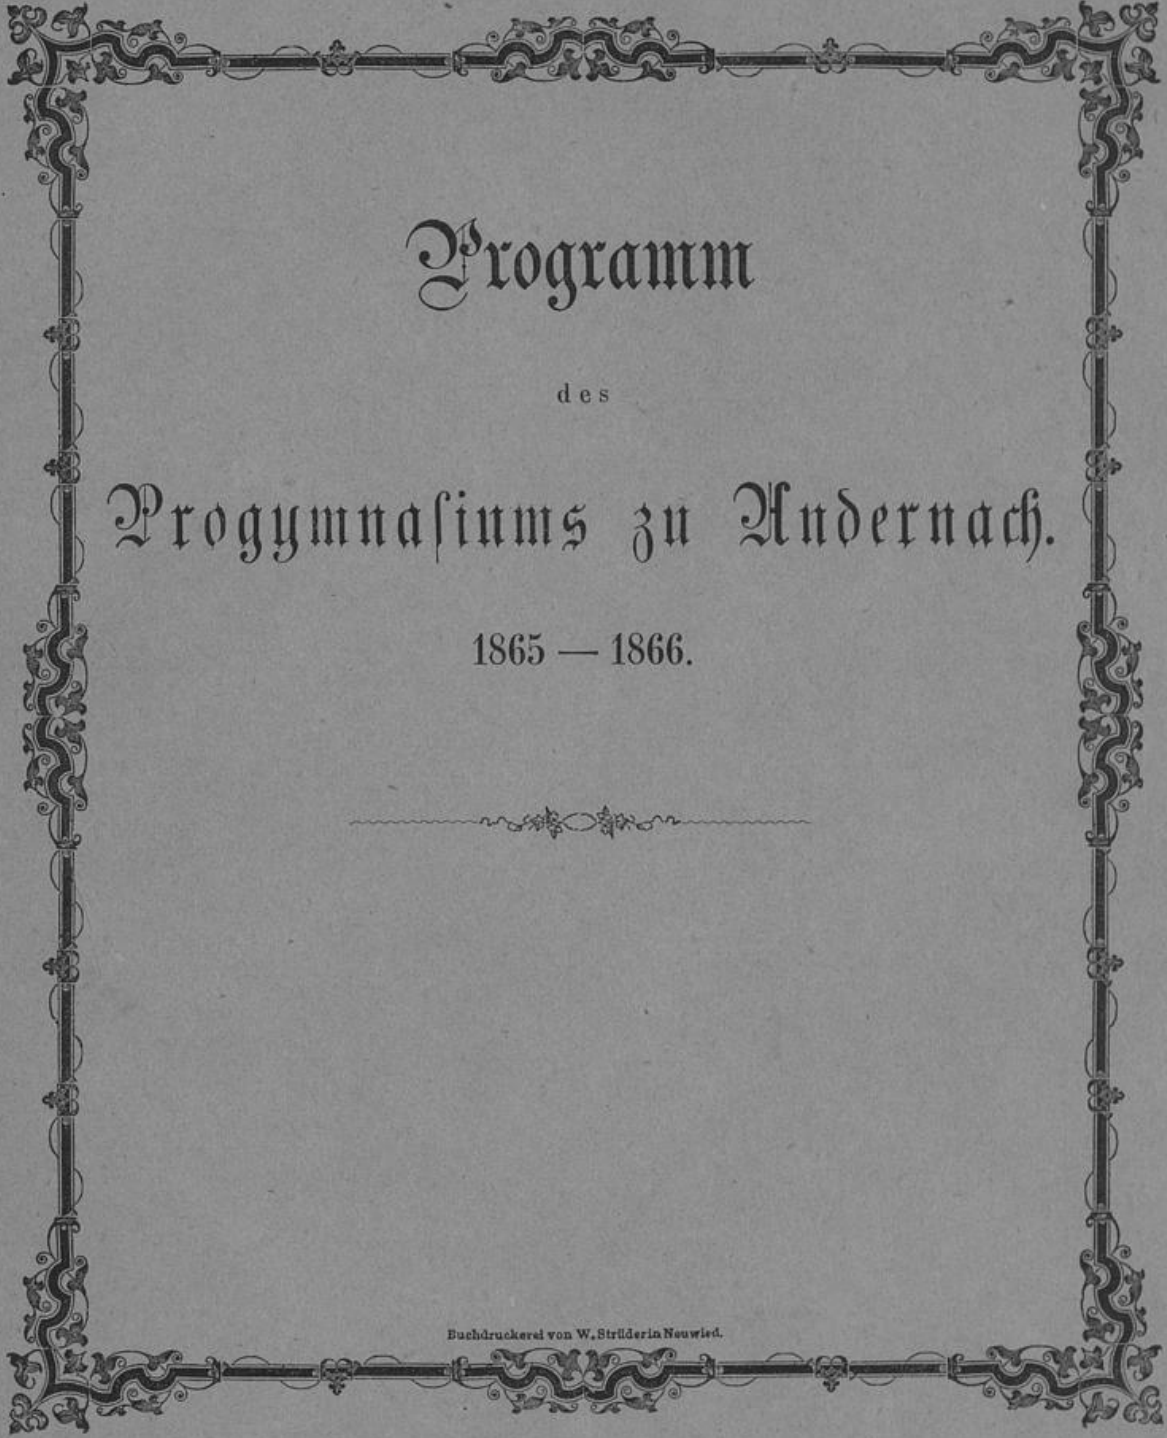 Programm
des
Progymnaſiums zu Andernach.
1865 — 1866.
Buchdruckerei von W. Strüder in Neuwied.